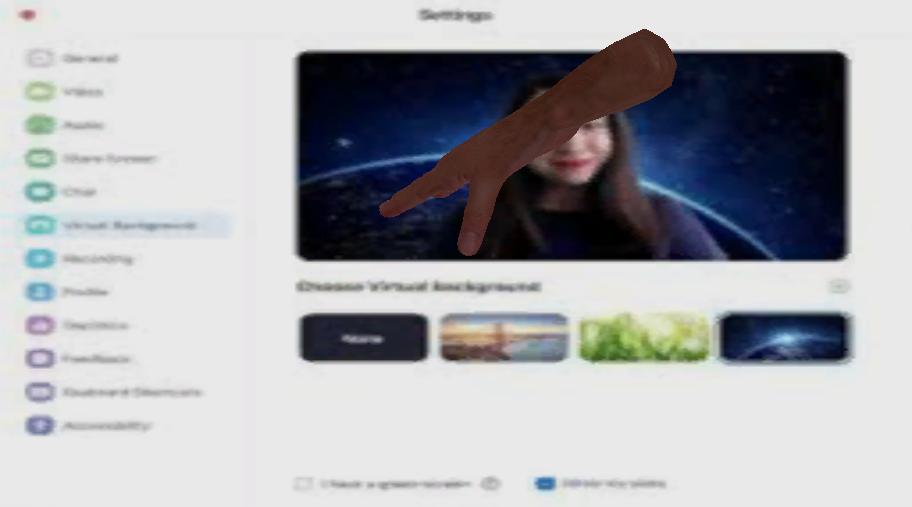 Settings
General
Video
Audio
Share Screen
Chat
Virtual Background
Recording
Profile
Statistics
Feedback
Keyboard Shortcuts
Accessibility
Choose Virtual Background
None
I have a green screen
Mirror my video